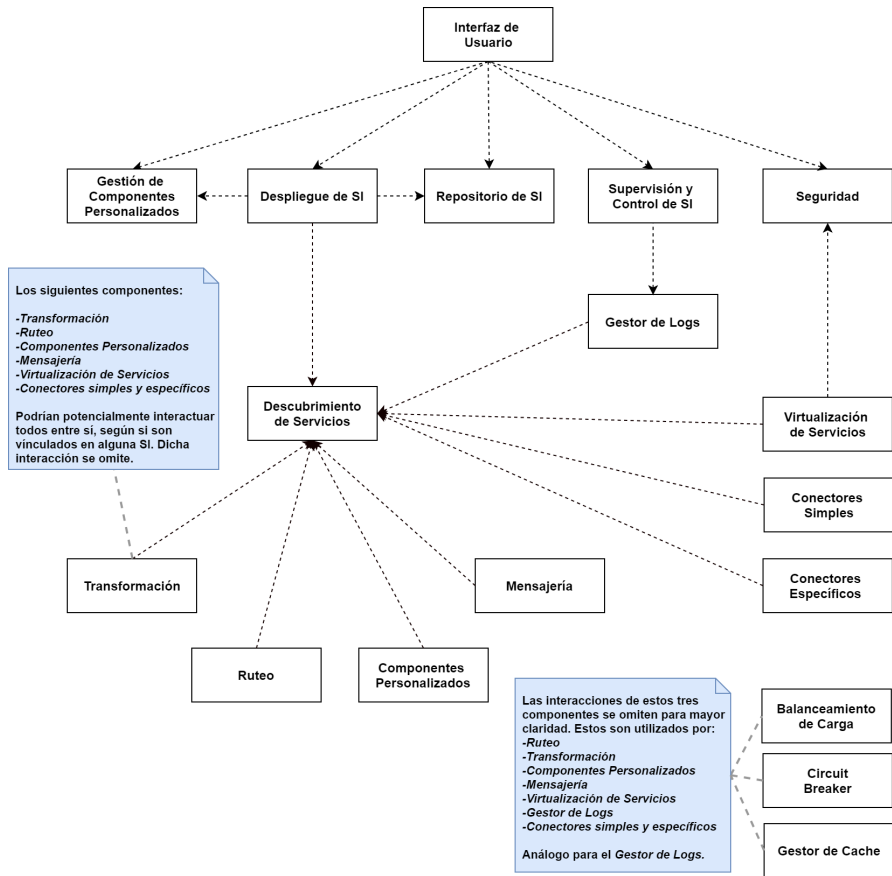 Interfaz de
Usuario
Gestión de
Componentes
Personalizados
Despliegue de SI
Repositorio de SI
Supervisión y
Control de SI
Seguridad
Los siguientes componentes:
-Transformación
-Ruteo
-Componentes Personalizados
-Mensajería
-Virtualización de Servicios
-Conectores simples y específicos
Podrían potencialmente interactuar
todos entre sí, según si son
vínculados en alguna SI. Dicha
interacción se omite.
Gestor de Logs
Descubrimiento
de Servicios
Virtualización
de Servicios
Conectores
Simples
Conectores
Específicos
Transformación
Mensajería
Ruteo
Componentes
Personalizados
Las interacciones de estos tres
componentes se omiten para mayor
claridad. Estos son utilizados por:
-Ruteo
-Transformación
-Componentes Personalizados
-Mensajería
-Virtualización de Servicios
-Gestor de Logs
-Conectores simples y específicos
Análogo para el Gestor de Logs.
Balanceamiento
de Carga
Circuit
Breaker
Gestor de Cache